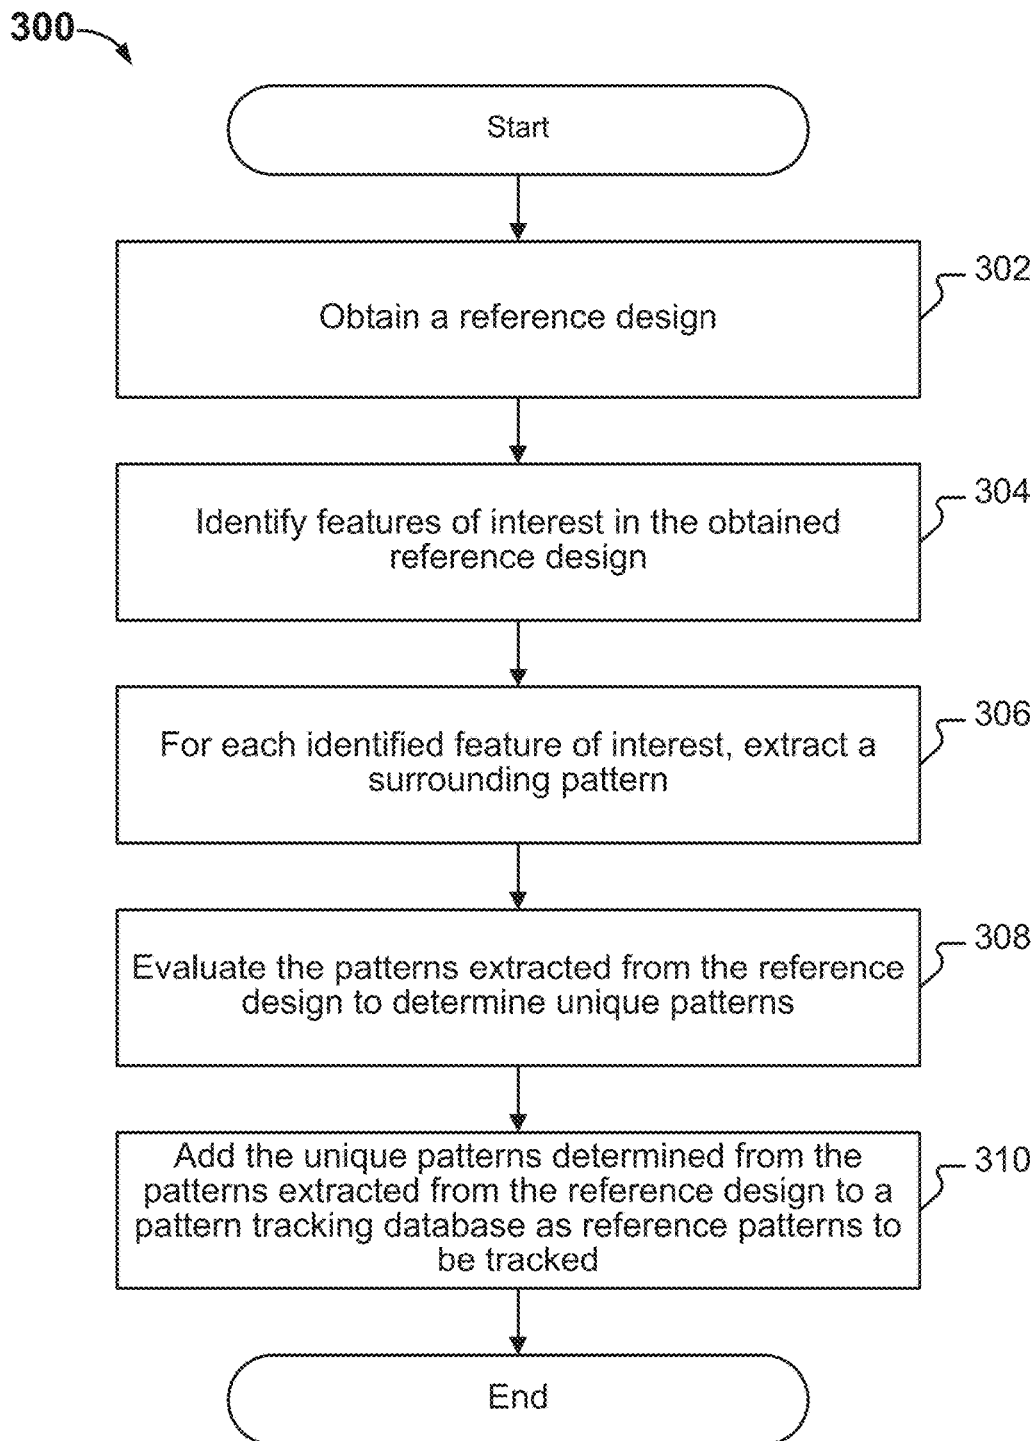 300
Start
302
Obtain a reference design
304
Identify features of interest in the obtained
reference design
306
For each identified feature of interest, extract a
surrounding pattern
308
Evaluate the patterns extracted from the reference
design to determine unique patterns
310
Add the unique patterns determined from the
patterns extracted from the reference design to a
pattern tracking database as reference patterns to
be tracked
End